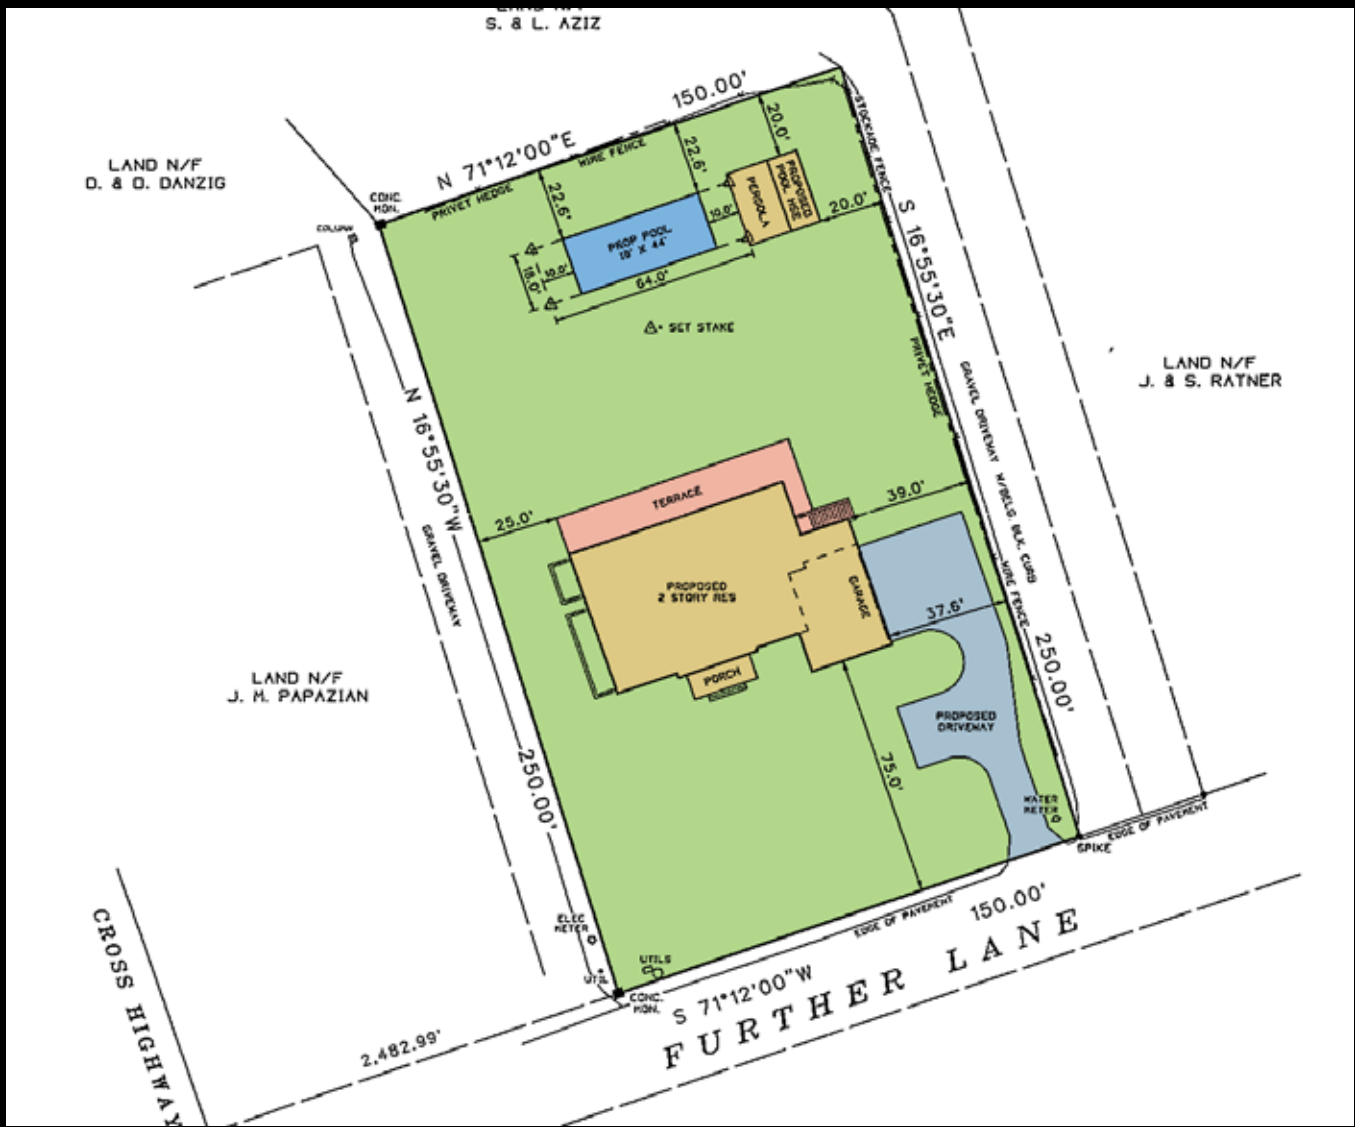 S. & L. AZIZ
150.00'
LAND N/F
D. & D. DANZIG
N 71°12'00"E
WIRE FENCE
PRIVET HEDGE
CONC.
MON.
COLUMN
STOCKADE FENCE
20.0'
22.6'
22.6'
PERGOLA
PROPOSED
POOL HSE
20.0'
10.0'
PROP POOL
18' X 44'
10.0'
18.0'
64.0'
= SET STAKE
S 16°55'30"E
PRIVET HEDGE
GRAVEL DRIVEWAY W/BELG. BLK. CURB
LAND N/F
J. & S. RATNER
N 16°55'30"W
GRAVEL DRIVEWAY
25.0'
TERRACE
39.0'
PROPOSED
2 STORY RES
GARAGE
37.6'
WIRE FENCE
250.00'
PORCH
LAND N/F
J. M. PAPAZIAN
PROPOSED
DRIVEWAY
75.0'
250.00'
WATER
METER
SPIKE
EDGE OF PAVEMENT
ELEC
METER
UTIL
UTILS
CONC.
MON.
EDGE OF PAVEMENT
150.00'
S 71°12'00"W
FURTHER LANE
2,482.99'
CROSS HIGHWAY